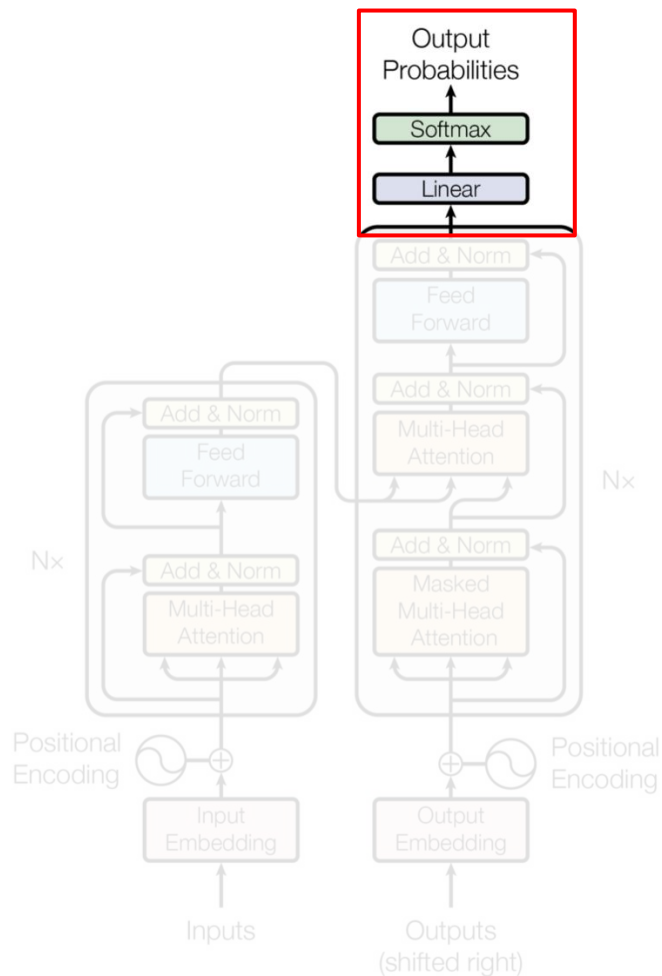 Output
Probabilities
Softmax
Linear
Add & Norm
Feed
Forward
Add & Norm
Multi-Head
Attention
Nx
Add & Norm
Masked
Multi-Head
Attention
Add & Norm
Feed
Forward
Nx
Add & Norm
Multi-Head
Attention
Positional
Encoding
Positional
Encoding
Input
Embedding
Output
Embedding
Inputs
Outputs
(shifted right)